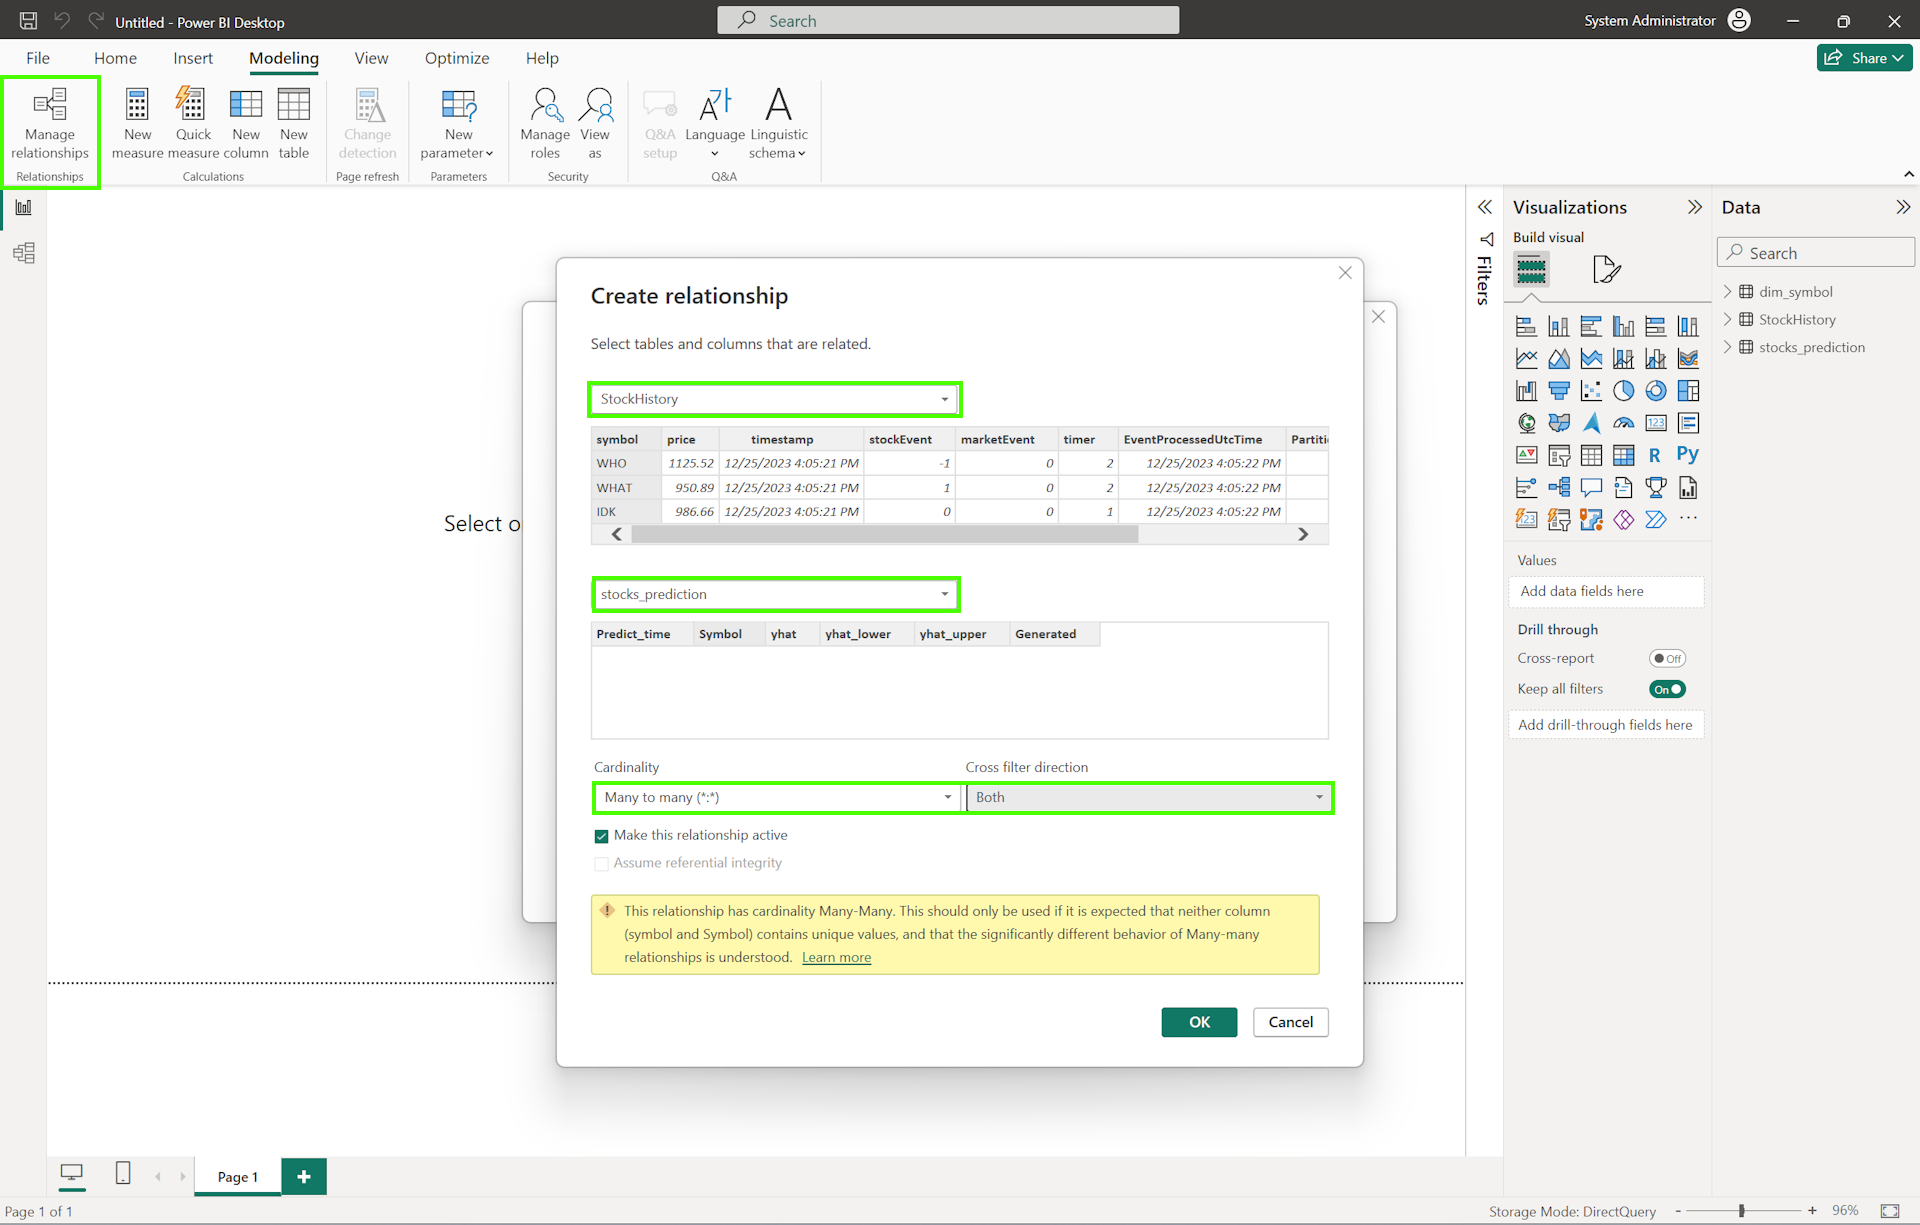 Untitled - Power BI Desktop
Search
System Administrator
File Home Insert Modeling View Optimize Help
Share
Manage relationships
New measure
Quick measure
New column
New table
Change detection
New parameter
Manage roles
View as
Q&A setup
Language
Linguistic schema
Relationships Calculations Page refresh Parameters Security Q&A
Select o
Create relationship
Select tables and columns that are related.
StockHistory
symbol price timestamp stockEvent marketEvent timer EventProcessedUtcTime Partiti
WHO 1125.52 12/25/2023 4:05:21 PM -1 0 2 12/25/2023 4:05:22 PM
WHAT 950.89 12/25/2023 4:05:21 PM 1 0 2 12/25/2023 4:05:22 PM
IDK 986.66 12/25/2023 4:05:21 PM 0 0 1 12/25/2023 4:05:22 PM
stocks_prediction
Predict_time Symbol yhat yhat_lower yhat_upper Generated
Cardinality Cross filter direction
Many to many (*:*) Both
Make this relationship active
Assume referential integrity
This relationship has cardinality Many-Many. This should only be used if it is expected that neither column
(symbol and Symbol) contains unique values, and that the significantly different behavior of Many-many
relationships is understood. Learn more
OK Cancel
Filters
Visualizations
Build visual
R Py
123
123
Values
Add data fields here
Drill through
Cross-report Off
Keep all filters On
Add drill-through fields here
Data
Search
dim_symbol
StockHistory
stocks_prediction
Page 1 +
Page 1 of 1
Storage Mode: DirectQuery - + 96%